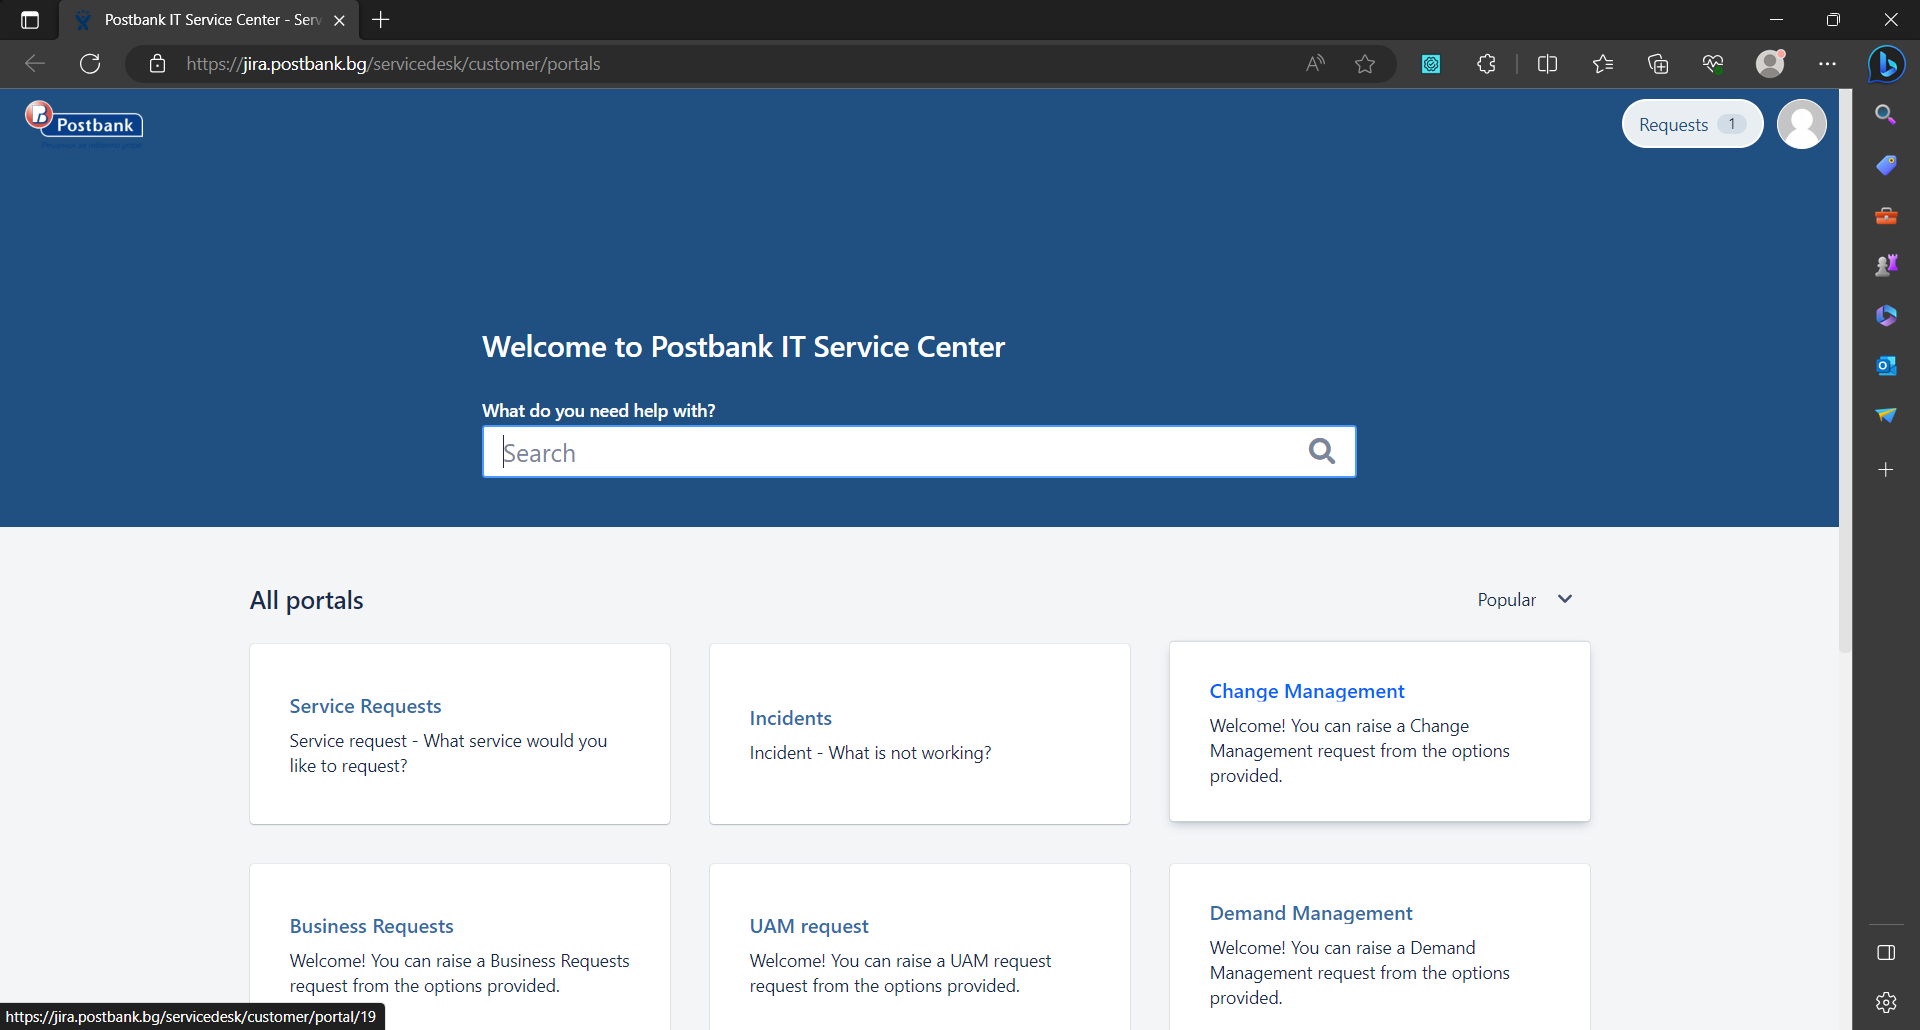 Postbank IT Service Center - Serv
https://jira.postbank.bg/servicedesk/customer/portals
Postbank
Requests 1
Welcome to Postbank IT Service Center
What do you need help with?
Search
All portals
Popular
Service Requests
Service request - What service would you
like to request?
Incidents
Incident - What is not working?
Change Management
Welcome! You can raise a Change
Management request from the options
provided.
Business Requests
Welcome! You can raise a Business Requests
request from the options provided.
UAM request
Welcome! You can raise a UAM request
request from the options provided.
Demand Management
Welcome! You can raise a Demand
Management request from the options
provided.
https://jira.postbank.bg/servicedesk/customer/portal/19